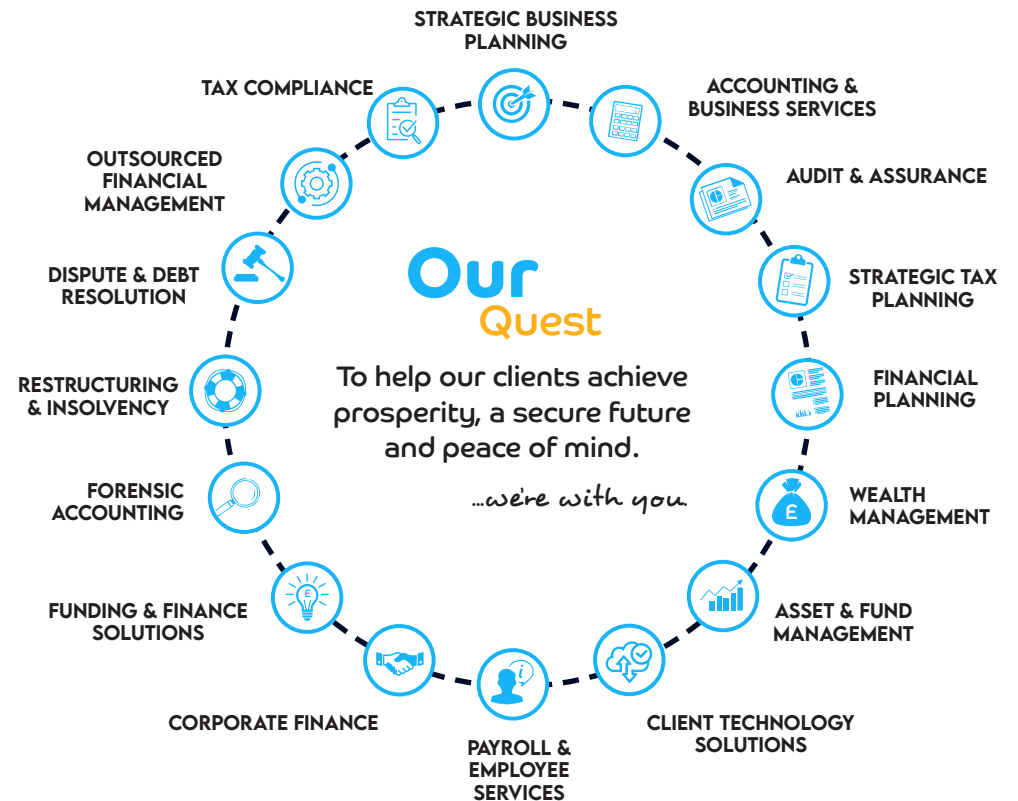 STRATEGIC BUSINESS
PLANNING
ACCOUNTING &
BUSINESS SERVICES
AUDIT & ASSURANCE
STRATEGIC TAX
PLANNING
FINANCIAL
PLANNING
WEALTH
MANAGEMENT
£
ASSET & FUND
MANAGEMENT
CLIENT TECHNOLOGY
SOLUTIONS
PAYROLL &
EMPLOYEE
SERVICES
i
CORPORATE FINANCE
FUNDING & FINANCE
SOLUTIONS
£
FORENSIC
ACCOUNTING
RESTRUCTURING
& INSOLVENCY
DISPUTE & DEBT
RESOLUTION
OUTSOURCED
FINANCIAL
MANAGEMENT
TAX COMPLIANCE
Our
Quest
To help our clients achieve
prosperity, a secure future
and peace of mind.
...we're with you.